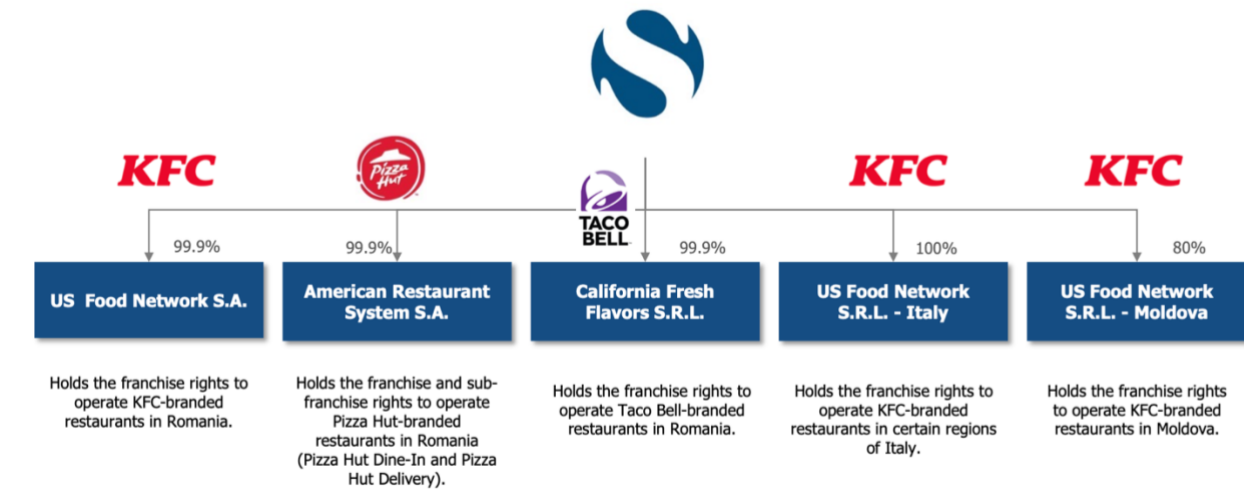 KFC
Pizza
Hut
TACO
BELL
KFC
KFC
99.9%
99.9%
99.9%
100%
80%
US Food Network S.A.
American Restaurant
System S.A.
California Fresh
Flavors S.R.L.
US Food Network
S.R.L. - Italy
US Food Network
S.R.L. - Moldova
Holds the franchise rights to
operate KFC-branded
restaurants in Romania.
Holds the franchise and sub-
franchise rights to operate
Pizza Hut-branded
restaurants in Romania
(Pizza Hut Dine-In and Pizza
Hut Delivery).
Holds the franchise rights to
operate Taco Bell-branded
restaurants in Romania.
Holds the franchise rights to
operate KFC-branded
restaurants in certain regions
of Italy.
Holds the franchise rights
to operate KFC-branded
restaurants in Moldova.